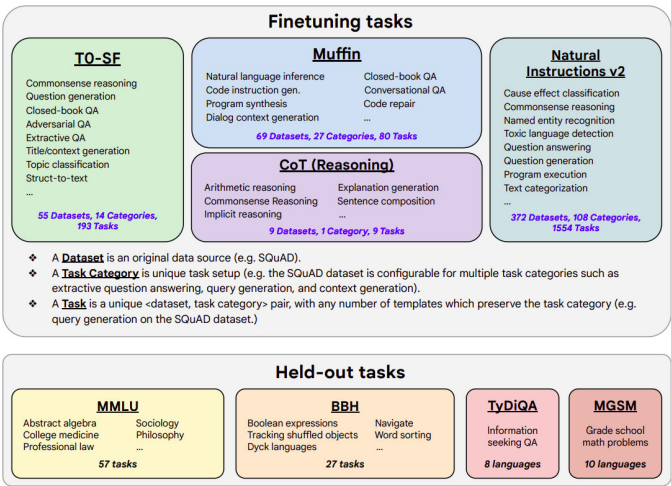 Finetuning tasks
T0-SF
Commonsense reasoning
Question generation
Closed-book QA
Adversarial QA
Extractive QA
Title/context generation
Topic classification
Struct-to-text
...
55 Datasets, 14 Categories,
193 Tasks
Muffin
Natural language inference
Code instruction gen.
Program synthesis
Dialog context generation
Closed-book QA
Conversational QA
Code repair
...
69 Datasets, 27 Categories, 80 Tasks
CoT (Reasoning)
Arithmetic reasoning
Commonsense Reasoning
Implicit reasoning
Explanation generation
Sentence composition
...
9 Datasets, 1 Category, 9 Tasks
Natural
Instructions v2
Cause effect classification
Commonsense reasoning
Named entity recognition
Toxic language detection
Question answering
Question generation
Program execution
Text categorization
...
372 Datasets, 108 Categories,
1554 Tasks
❖ A Dataset is an original data source (e.g. SQuAD).
❖ A Task Category is unique task setup (e.g. the SQuAD dataset is configurable for multiple task categories such as
extractive question answering, query generation, and context generation).
❖ A Task is a unique <dataset, task category> pair, with any number of templates which preserve the task category (e.g.
query generation on the SQuAD dataset.)
Held-out tasks
MMLU
Abstract algebra
College medicine
Professional law
Sociology
Philosophy
...
57 tasks
BBH
Boolean expressions
Tracking shuffled objects
Dyck languages
Navigate
Word sorting
...
27 tasks
TyDiQA
Information
seeking QA
8 languages
MGSM
Grade school
math problems
10 languages